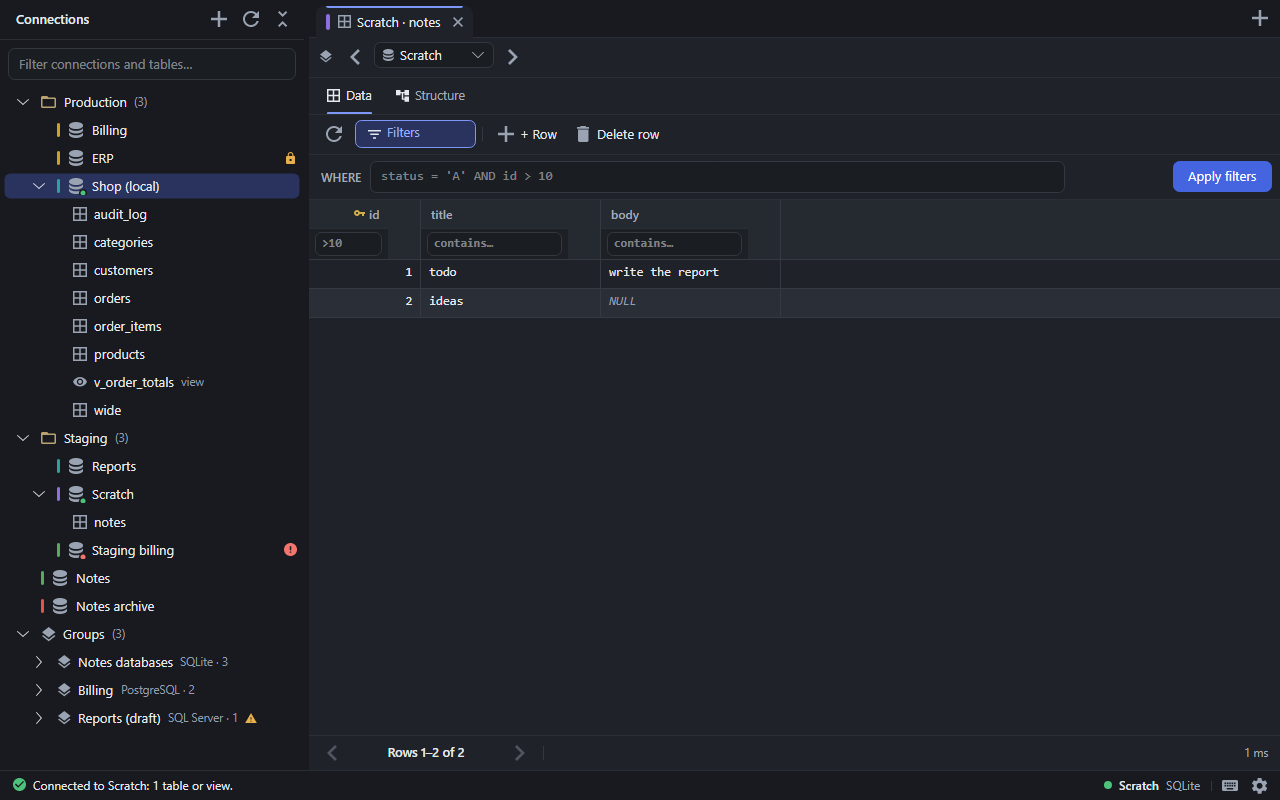 Connections
Filter connections and tables...
Production (3)
Billing
ERP
Shop (local)
audit_log
categories
customers
orders
order_items
products
v_order_totals view
wide
Staging (3)
Reports
Scratch
notes
Staging billing
Notes
Notes archive
Groups (3)
Notes databases SQLite · 3
Billing PostgreSQL · 2
Reports (draft) SQL Server · 1
Scratch · notes
Scratch
Data Structure
Filters + Row Delete row
WHERE status = 'A' AND id > 10 Apply filters
id title body
>10 contains… contains…
1 todo write the report
2 ideas NULL
Rows 1–2 of 2 1 ms
Connected to Scratch: 1 table or view. Scratch SQLite